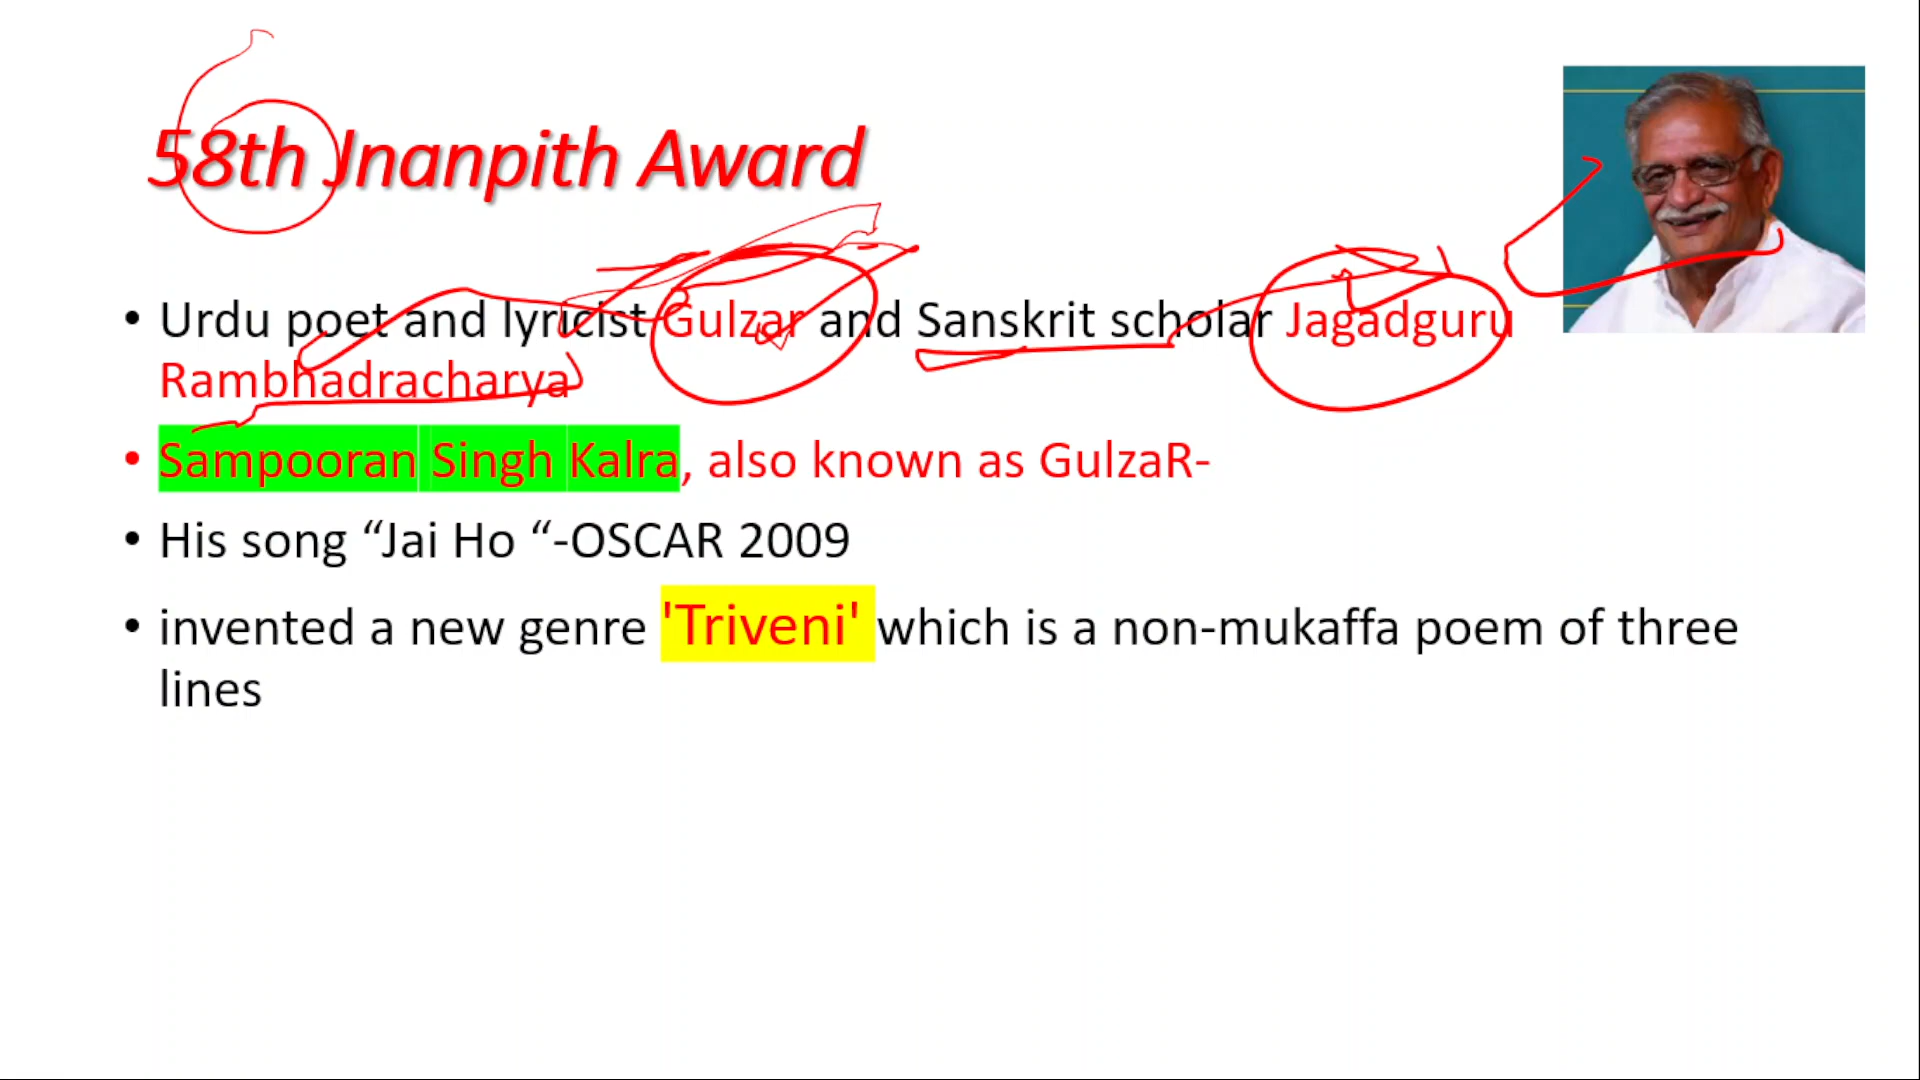 58th Jnanpith Award
• Urdu poet and lyricist Gulzar and Sanskrit scholar Jagadguru
Rambhadracharya
• Sampooran Singh Kalra, also known as GulzaR-
• His song “Jai Ho “-OSCAR 2009
• invented a new genre 'Triveni' which is a non-mukaffa poem of three
lines